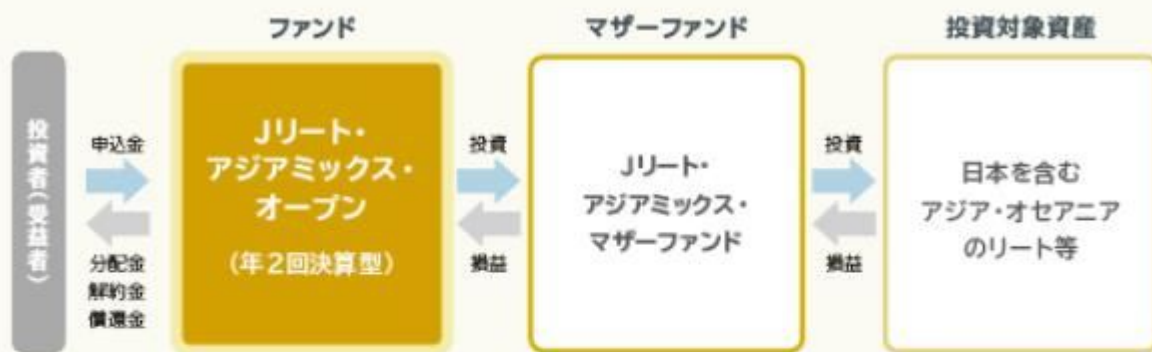 ファンド
マザーファンド
投資対象資産
投資者(受益者)
申込金
分配金
解約金
償還金
Jリート・
アジアミックス・
オープン
(年2回決算型)
投資
損益
Jリート・
アジアミックス・
マザーファンド
投資
損益
日本を含む
アジア・オセアニア
のリート等